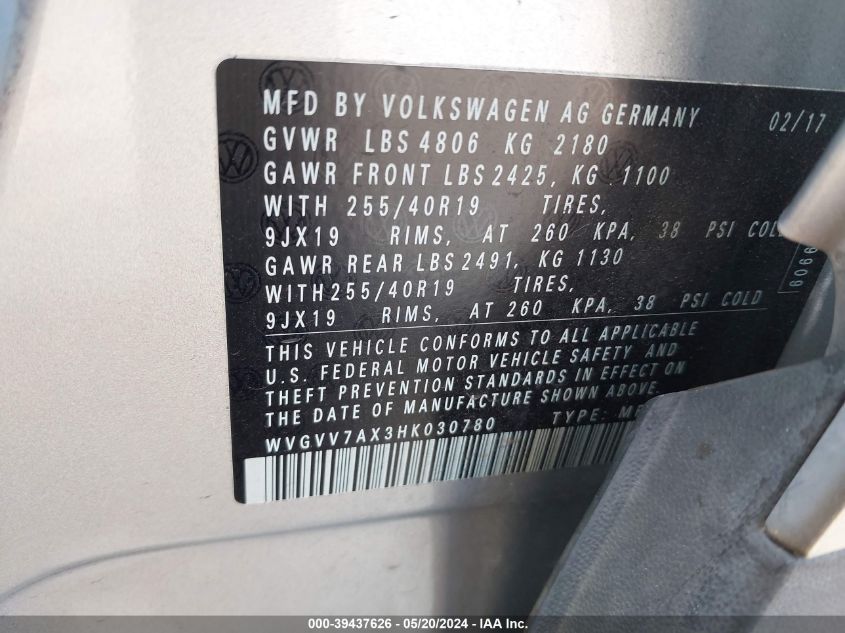 MFD BY VOLKSWAGEN AG GERMANY 02/17
GVWR LBS 4806 KG 2180
GAWR FRONT LBS 2425, KG 1100
WITH 255/40R19 TIRES,
9JX19 RIMS, AT 260 KPA, 38 PSI COLD
GAWR REAR LBS 2491, KG 1130
WITH 255/40R19 TIRES,
9JX19 RIMS, AT 260 KPA, 38 PSI COLD
THIS VEHICLE CONFORMS TO ALL APPLICABLE
U.S. FEDERAL MOTOR VEHICLE SAFETY AND
THEFT PREVENTION STANDARDS IN EFFECT ON
THE DATE OF MANUFACTURE SHOWN ABOVE.
WVGVV7AX3HK030780 TYPE:
000-39437626 - 05/20/2024 - IAA Inc.